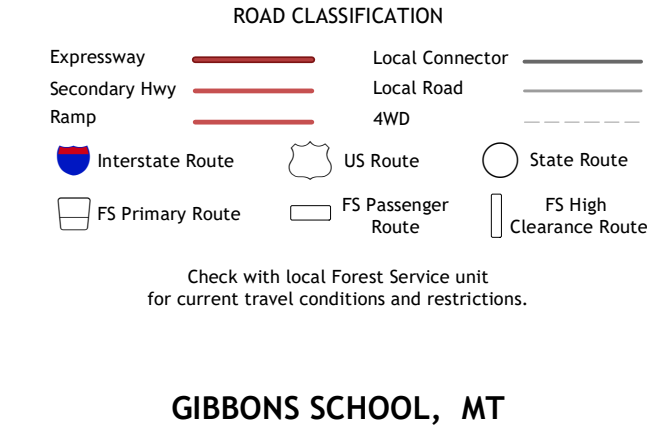 ROAD CLASSIFICATION
Expressway
Local Connector
Secondary Hwy
Local Road
Ramp
4WD
Interstate Route
US Route
State Route
FS Primary Route
FS Passenger
Route
FS High
Clearance Route
Check with local Forest Service unit
for current travel conditions and restrictions.
GIBBONS SCHOOL, MT